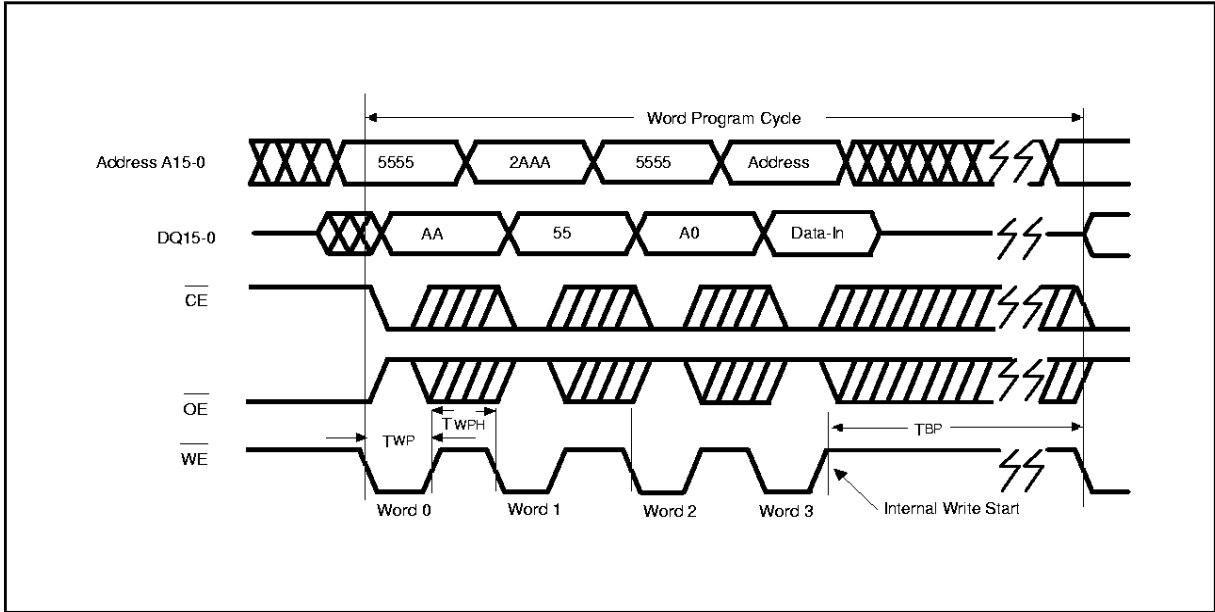 Word Program Cycle
Address A15-0
5555
2AAA
5555
Address
DQ15-0
AA
55
A0
Data-In
CE
OE
TWP
TWPH
TBP
WE
Word 0
Word 1
Word 2
Word 3
Internal Write Start